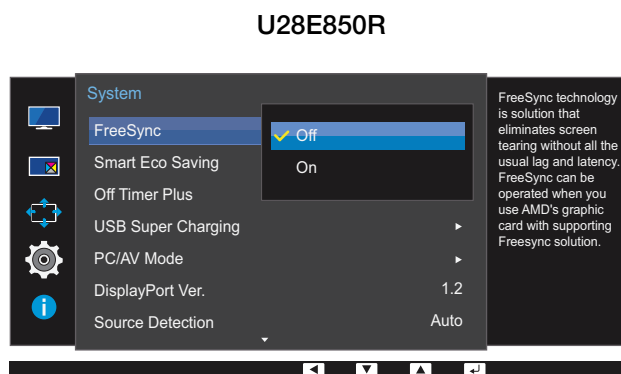 U28E850R
System
FreeSync
Off
Smart Eco Saving
On
Off Timer Plus
USB Super Charging
PC/AV Mode
DisplayPort Ver. 1.2
Source Detection Auto
FreeSync technology
is solution that
eliminates screen
tearing without all the
usual lag and latency.
FreeSync can be
operated when you
use AMD's graphic
card with supporting
Freesync solution.